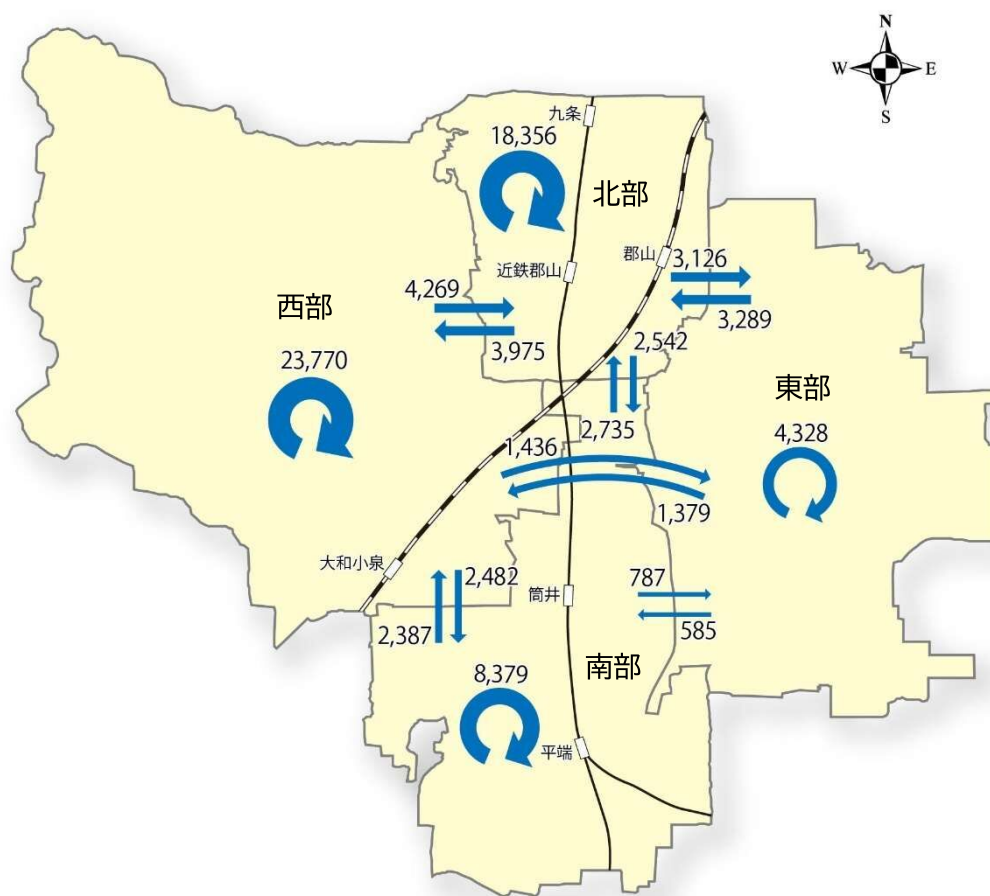 N
W
E
S
九条
18,356
北部
郡山
3,126
近鉄郡山
4,269
西部
3,289
3,975
2,542
23,770
東部
2,735
4,328
1,436
1,379
大和小泉
2,482
787
筒井
2,387
585
南部
8,379
平端